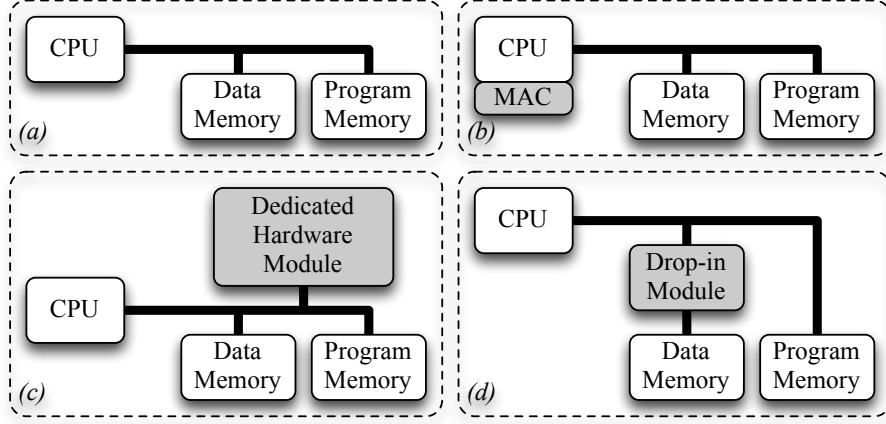 CPU
Data
Memory
Program
Memory
(a)
CPU
MAC
Data
Memory
Program
Memory
(b)
Dedicated
Hardware
Module
CPU
Data
Memory
Program
Memory
(c)
CPU
Drop-in
Module
Data
Memory
Program
Memory
(d)